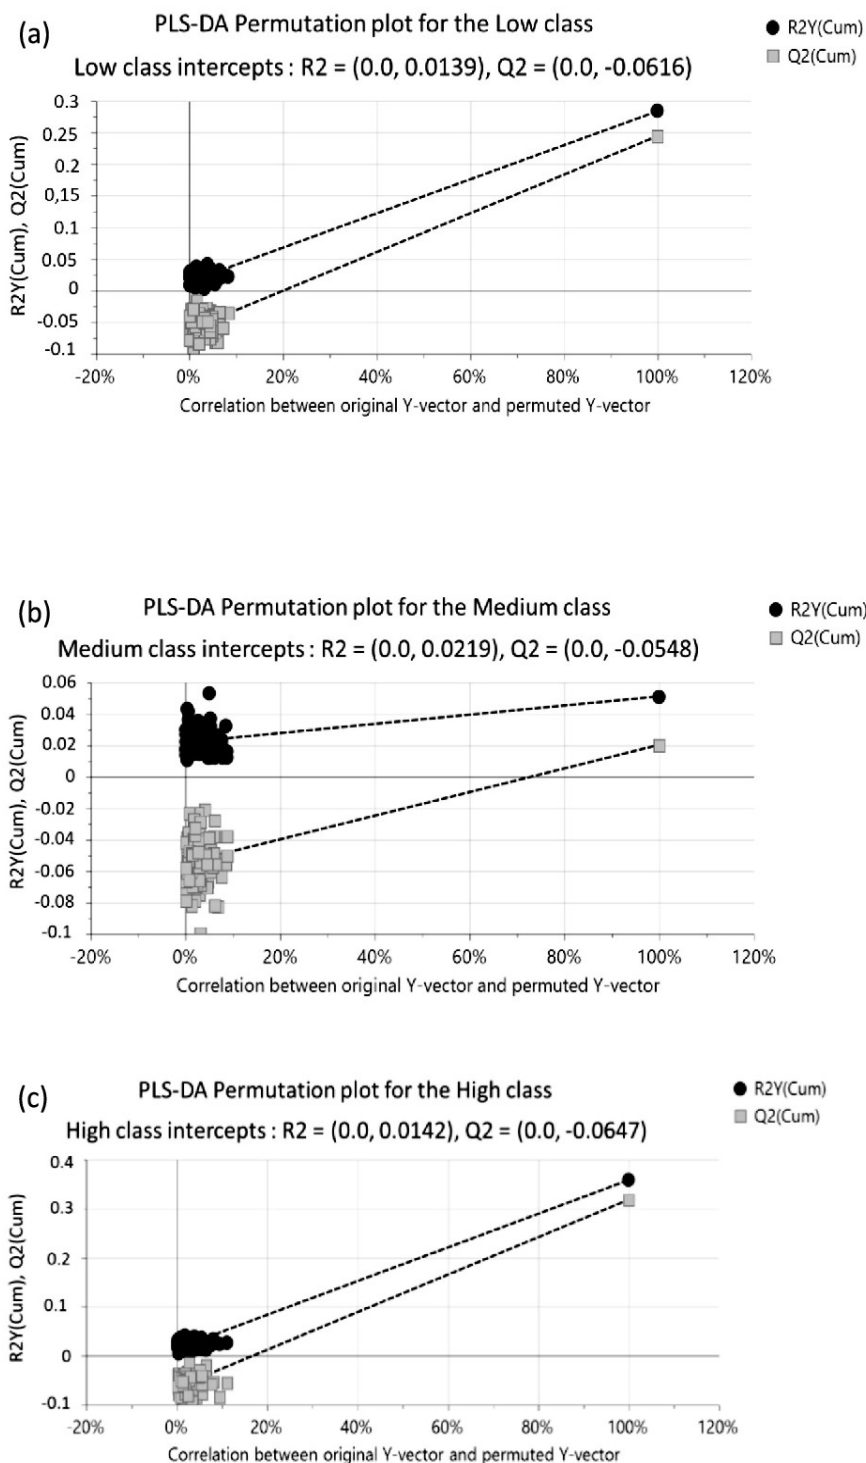 (a)
PLS-DA Permutation plot for the Low class
Low class intercepts : R2 = (0.0, 0.0139), Q2 = (0.0, -0.0616)
R2Y(Cum)
Q2(Cum)
R2Y(Cum), Q2(Cum)
0.3
0.25
0.2
0,15
0.1
0.05
0
-0.05
-0.1
-20% 0% 20% 40% 60% 80% 100% 120%
Correlation between original Y-vector and permuted Y-vector
(b)
PLS-DA Permutation plot for the Medium class
Medium class intercepts : R2 = (0.0, 0.0219), Q2 = (0.0, -0.0548)
R2Y(Cum)
Q2(Cum)
R2Y(Cum), Q2(Cum)
0.06
0.04
0.02
0
-0.02
-0.04
-0.06
-0.08
-0.1
-20% 0% 20% 40% 60% 80% 100% 120%
Correlation between original Y-vector and permuted Y-vector
(c)
PLS-DA Permutation plot for the High class
High class intercepts : R2 = (0.0, 0.0142), Q2 = (0.0, -0.0647)
R2Y(Cum)
Q2(Cum)
R2Y(Cum), Q2(Cum)
0.4
0.3
0.2
0.1
0
-0.1
-20% 0% 20% 40% 60% 80% 100% 120%
Correlation between original Y-vector and permuted Y-vector